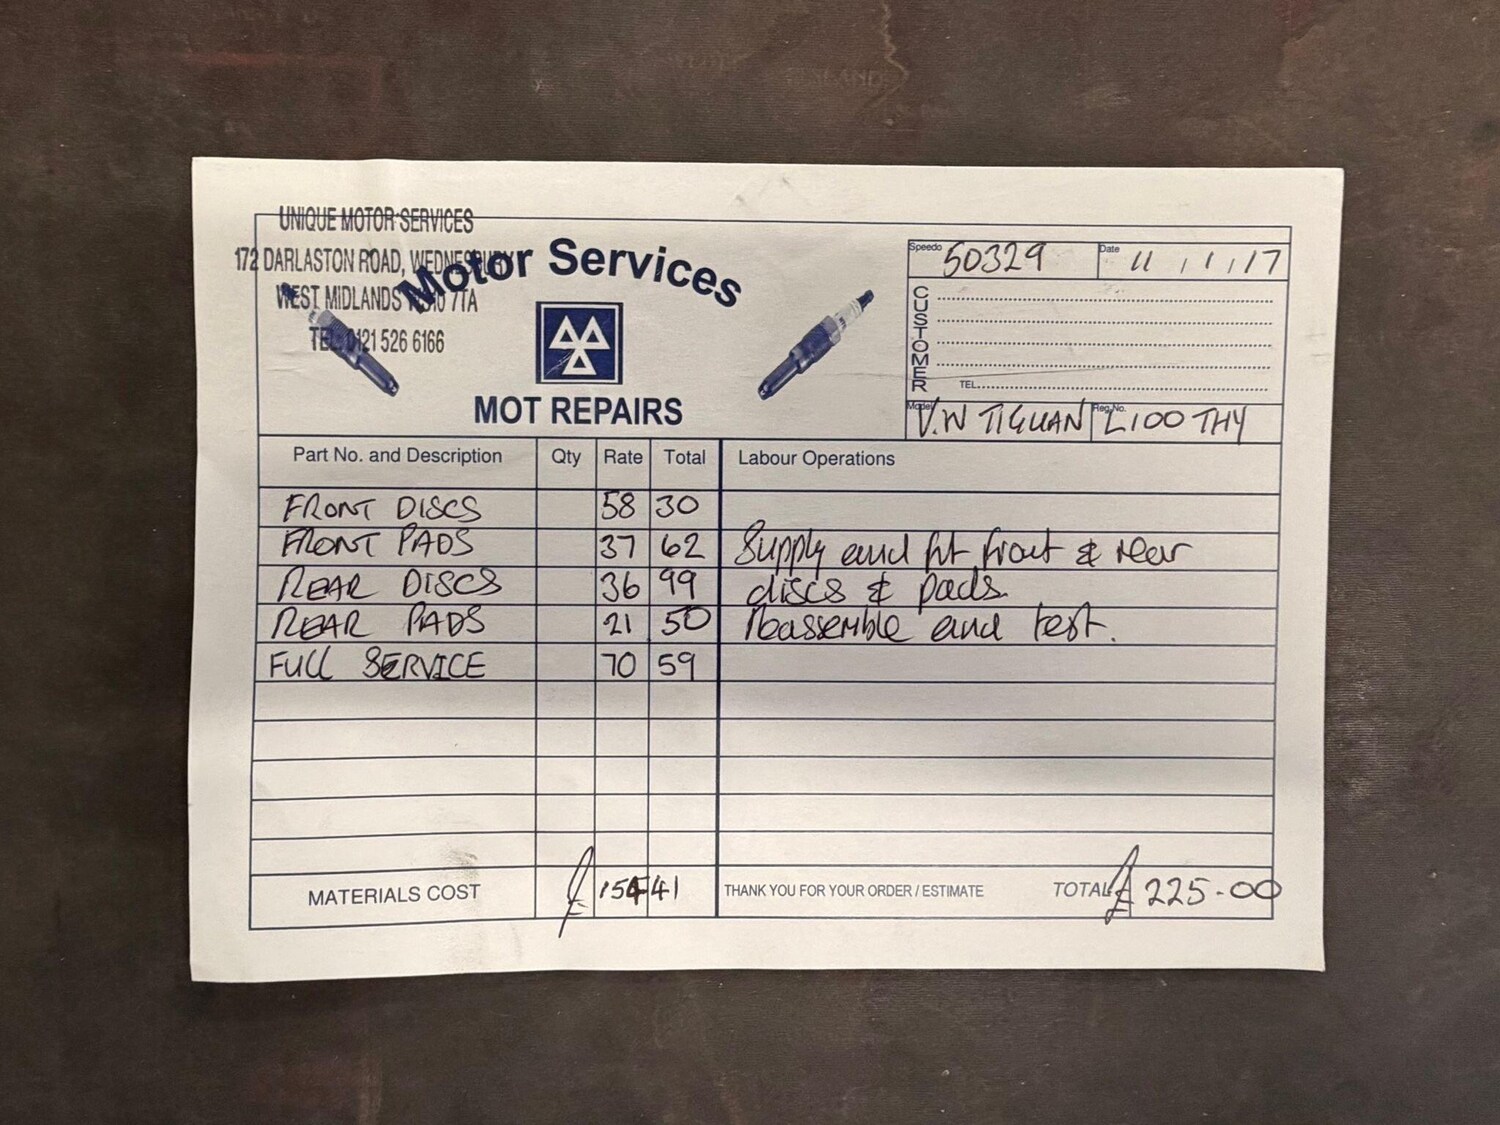 UNIQUE MOTOR SERVICES
172 DARLASTON ROAD, WEDNESBURY
WEST MIDLANDS WS10 7TA
TEL: 0121 526 6166
Motor Services
MOT REPAIRS
Speedo 50329 Date 11/1/17
CUSTOMER
TEL
Model V.W TIGUAN Reg.No. L100 THY
Part No. and Description Qty Rate Total Labour Operations
FRONT DISCS 58 30
FRONT PADS 37 62 Supply and fit front & rear
REAR DISCS 36 99 discs & pads.
REAR PADS 21 50 Reassemble and test.
FULL SERVICE 70 59
MATERIALS COST £ 154 41 THANK YOU FOR YOUR ORDER / ESTIMATE TOTAL £ 225-00